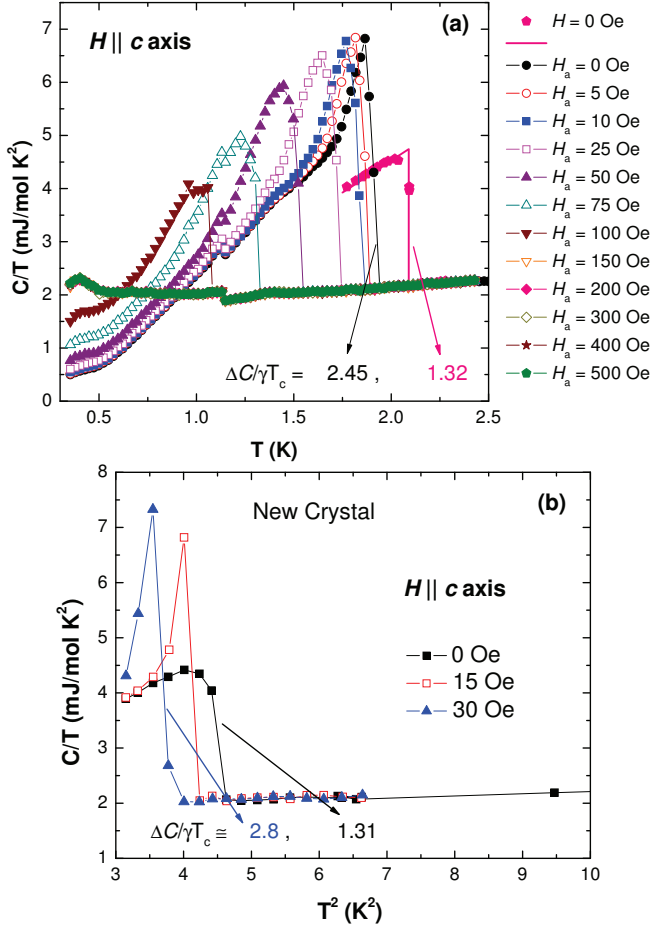 H || c axis
(a)
C/T (mJ/mol K²)
7
6
5
4
3
2
1
0
0.5
1.0
1.5
2.0
2.5
T (K)
ΔC/γT_c = 2.45 , 1.32
H = 0 Oe
H_a = 0 Oe
H_a = 5 Oe
H_a = 10 Oe
H_a = 25 Oe
H_a = 50 Oe
H_a = 75 Oe
H_a = 100 Oe
H_a = 150 Oe
H_a = 200 Oe
H_a = 300 Oe
H_a = 400 Oe
H_a = 500 Oe
New Crystal
(b)
H || c axis
0 Oe
15 Oe
30 Oe
C/T (mJ/mol K²)
8
7
6
5
4
3
2
1
ΔC/γT_c ≅ 2.8 , 1.31
3
4
5
6
7
8
9
10
T² (K²)